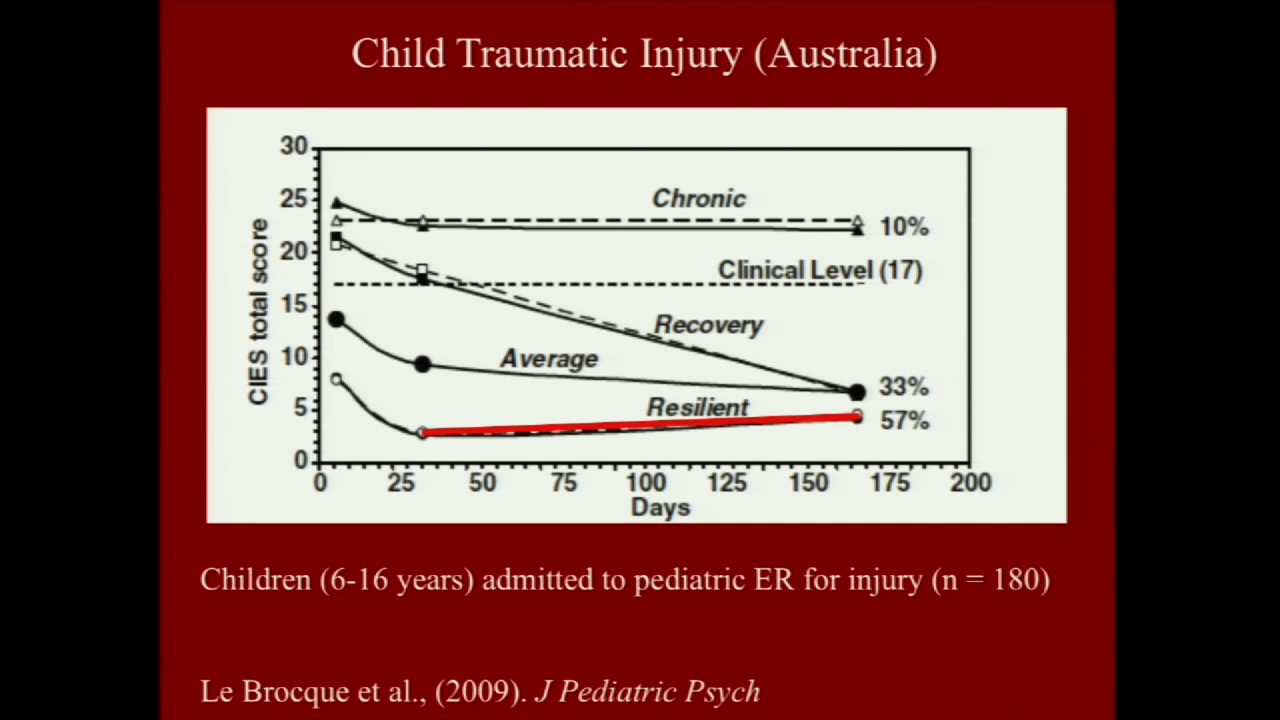 Child Traumatic Injury (Australia)
30
25
20
15
10
5
0
CIES total score
Chronic
10%
Clinical Level (17)
Recovery
Average
33%
Resilient
57%
0 25 50 75 100 125 150 175 200
Days
Children (6-16 years) admitted to pediatric ER for injury (n = 180)
Le Brocque et al., (2009). J Pediatric Psych